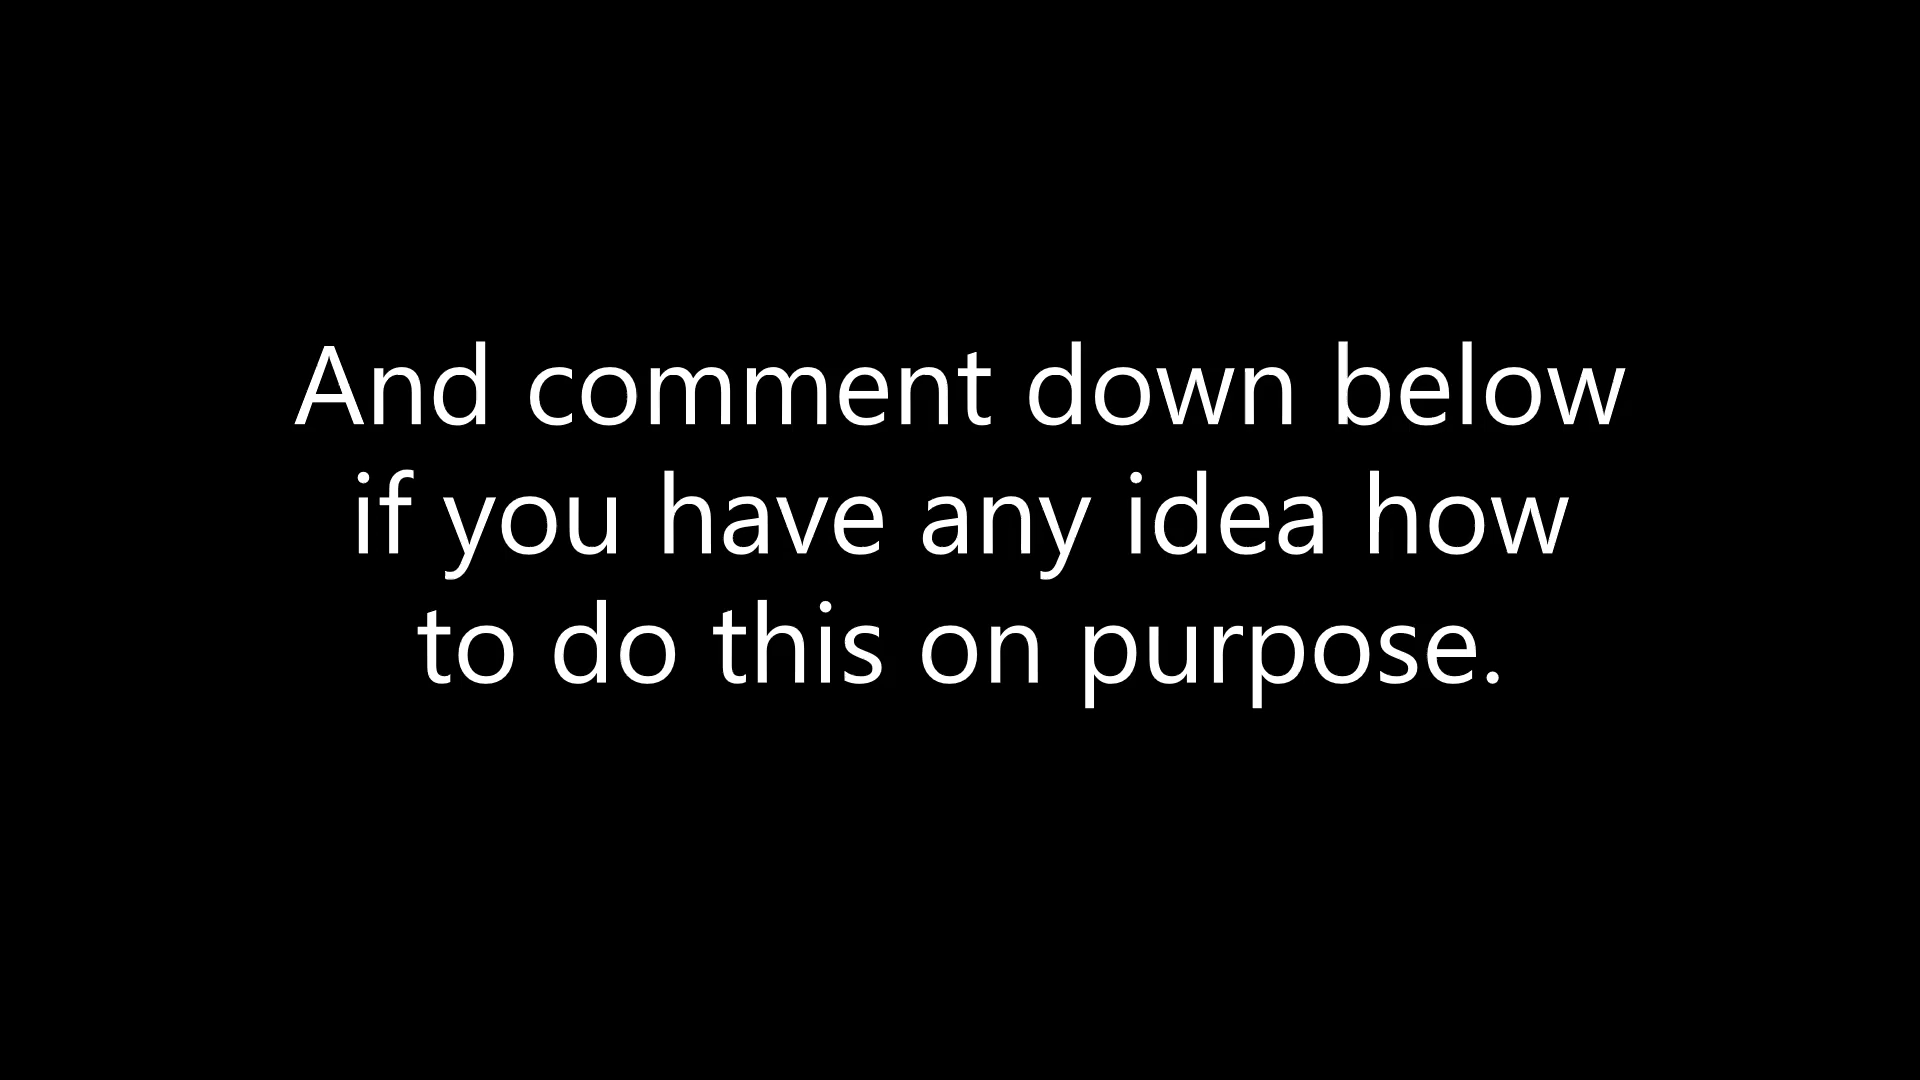 And comment down below
if you have any idea how
to do this on purpose.